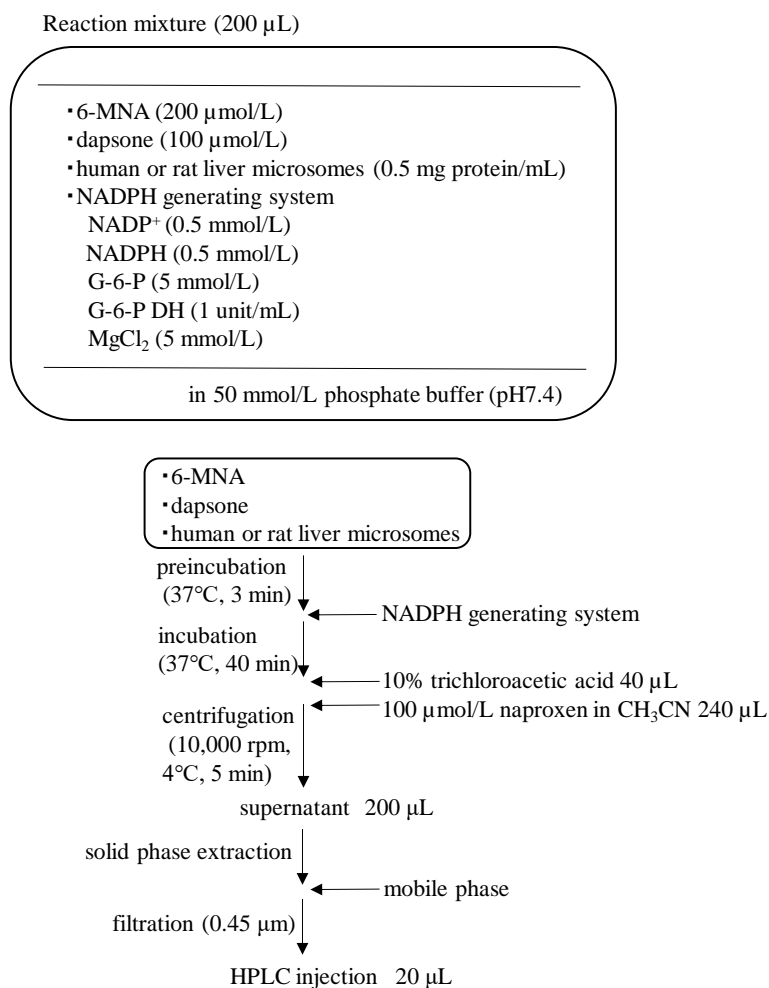 Reaction mixture (200 µL)
・6-MNA (200 µmol/L)
・dapsone (100 µmol/L)
・human or rat liver microsomes (0.5 mg protein/mL)
・NADPH generating system
NADP⁺ (0.5 mmol/L)
NADPH (0.5 mmol/L)
G-6-P (5 mmol/L)
G-6-P DH (1 unit/mL)
MgCl₂ (5 mmol/L)
in 50 mmol/L phosphate buffer (pH7.4)
・6-MNA
・dapsone
・human or rat liver microsomes
preincubation
(37°C, 3 min)
NADPH generating system
incubation
(37°C, 40 min)
10% trichloroacetic acid 40 µL
100 µmol/L naproxen in CH₃CN 240 µL
centrifugation
(10,000 rpm,
4°C, 5 min)
supernatant 200 µL
solid phase extraction
mobile phase
filtration (0.45 µm)
HPLC injection 20 µL